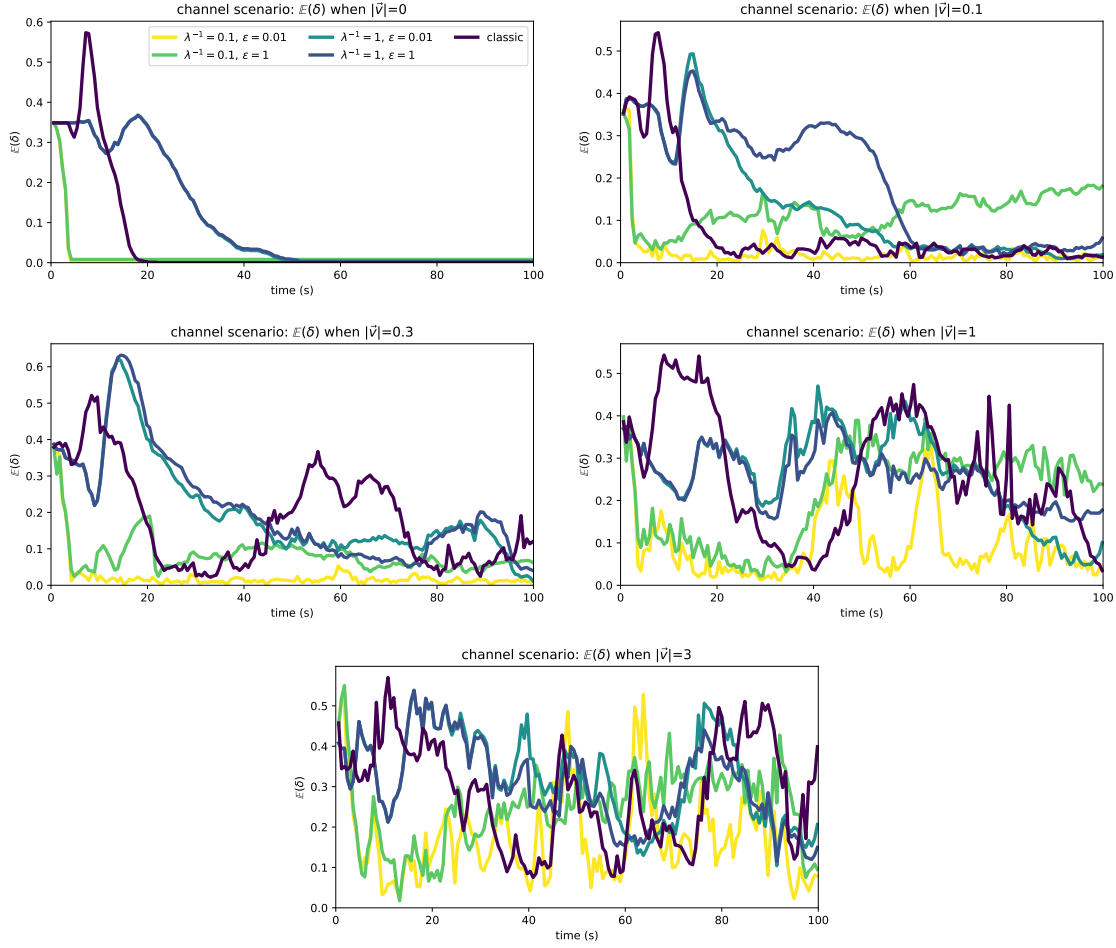 channel scenario: 𝔼(δ) when |v⃗|=0
0.6
0.5
0.4
0.3
0.2
0.1
0.0
𝔼(δ)
λ⁻¹ = 0.1, ε = 0.01
λ⁻¹ = 0.1, ε = 1
λ⁻¹ = 1, ε = 0.01
λ⁻¹ = 1, ε = 1
classic
0 20 40 60 80 100
time (s)
channel scenario: 𝔼(δ) when |v⃗|=0.1
0.5
0.4
0.3
0.2
0.1
0.0
𝔼(δ)
0 20 40 60 80 100
time (s)
channel scenario: 𝔼(δ) when |v⃗|=0.3
0.6
0.5
0.4
0.3
0.2
0.1
0.0
𝔼(δ)
0 20 40 60 80 100
time (s)
channel scenario: 𝔼(δ) when |v⃗|=1
0.5
0.4
0.3
0.2
0.1
0.0
𝔼(δ)
0 20 40 60 80 100
time (s)
channel scenario: 𝔼(δ) when |v⃗|=3
0.5
0.4
0.3
0.2
0.1
0.0
𝔼(δ)
0 20 40 60 80 100
time (s)